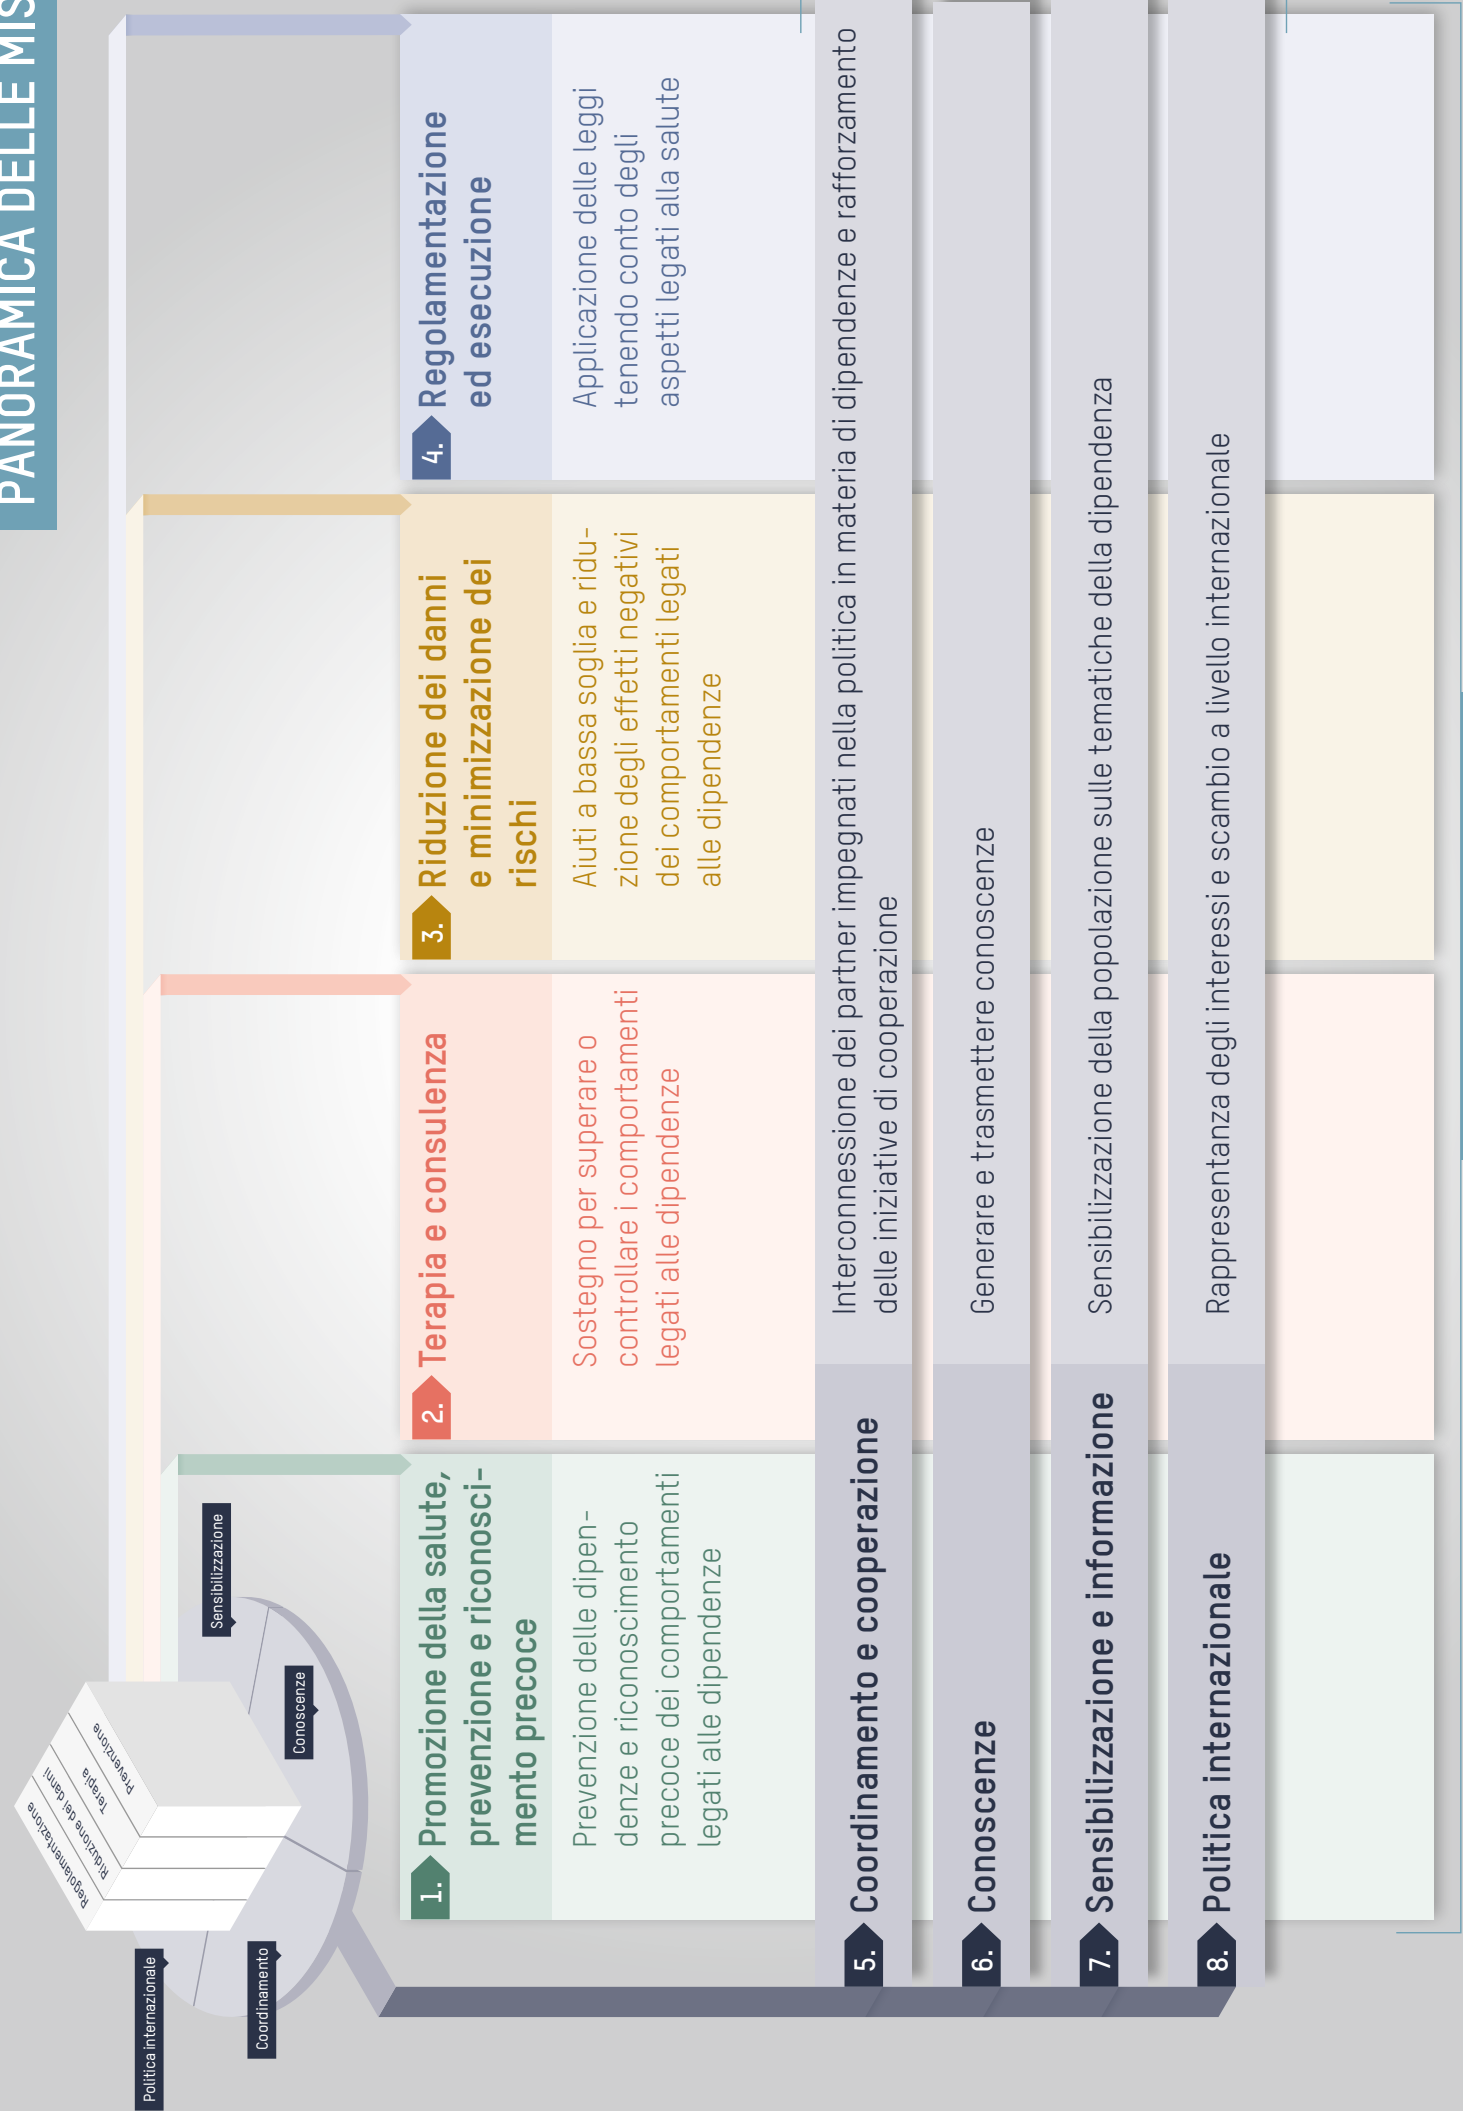 PANORAMICA DELLE
Regolamentazione
Riduzione dei danni
Terapia
Prevenzione
Politica internazionale
Coordinamento
Conoscenze
Sensibilizzazione
1. Promozione della salute,
prevenzione e riconosci-
mento precoce
Prevenzione delle dipen-
denze e riconoscimento
precoce dei comportamenti
legati alle dipendenze
2. Terapia e consulenza
Sostegno per superare o
controllare i comportamenti
legati alle dipendenze
3. Riduzione dei danni
e minimizzazione dei
rischi
Aiuti a bassa soglia e ridu-
zione degli effetti negativi
dei comportamenti legati
alle dipendenze
4. Regolamentazione
ed esecuzione
Applicazione delle leggi
tenendo conto degli
aspetti legati alla salute
5. Coordinamento e cooperazione
Interconnessione dei partner impegnati nella politica in materia di dipendenze e rafforzamento
delle iniziative di cooperazione
6. Conoscenze
Generare e trasmettere conoscenze
7. Sensibilizzazione e informazione
Sensibilizzazione della popolazione sulle tematiche della dipendenza
8. Politica internazionale
Rappresentanza degli interessi e scambio a livello internazionale